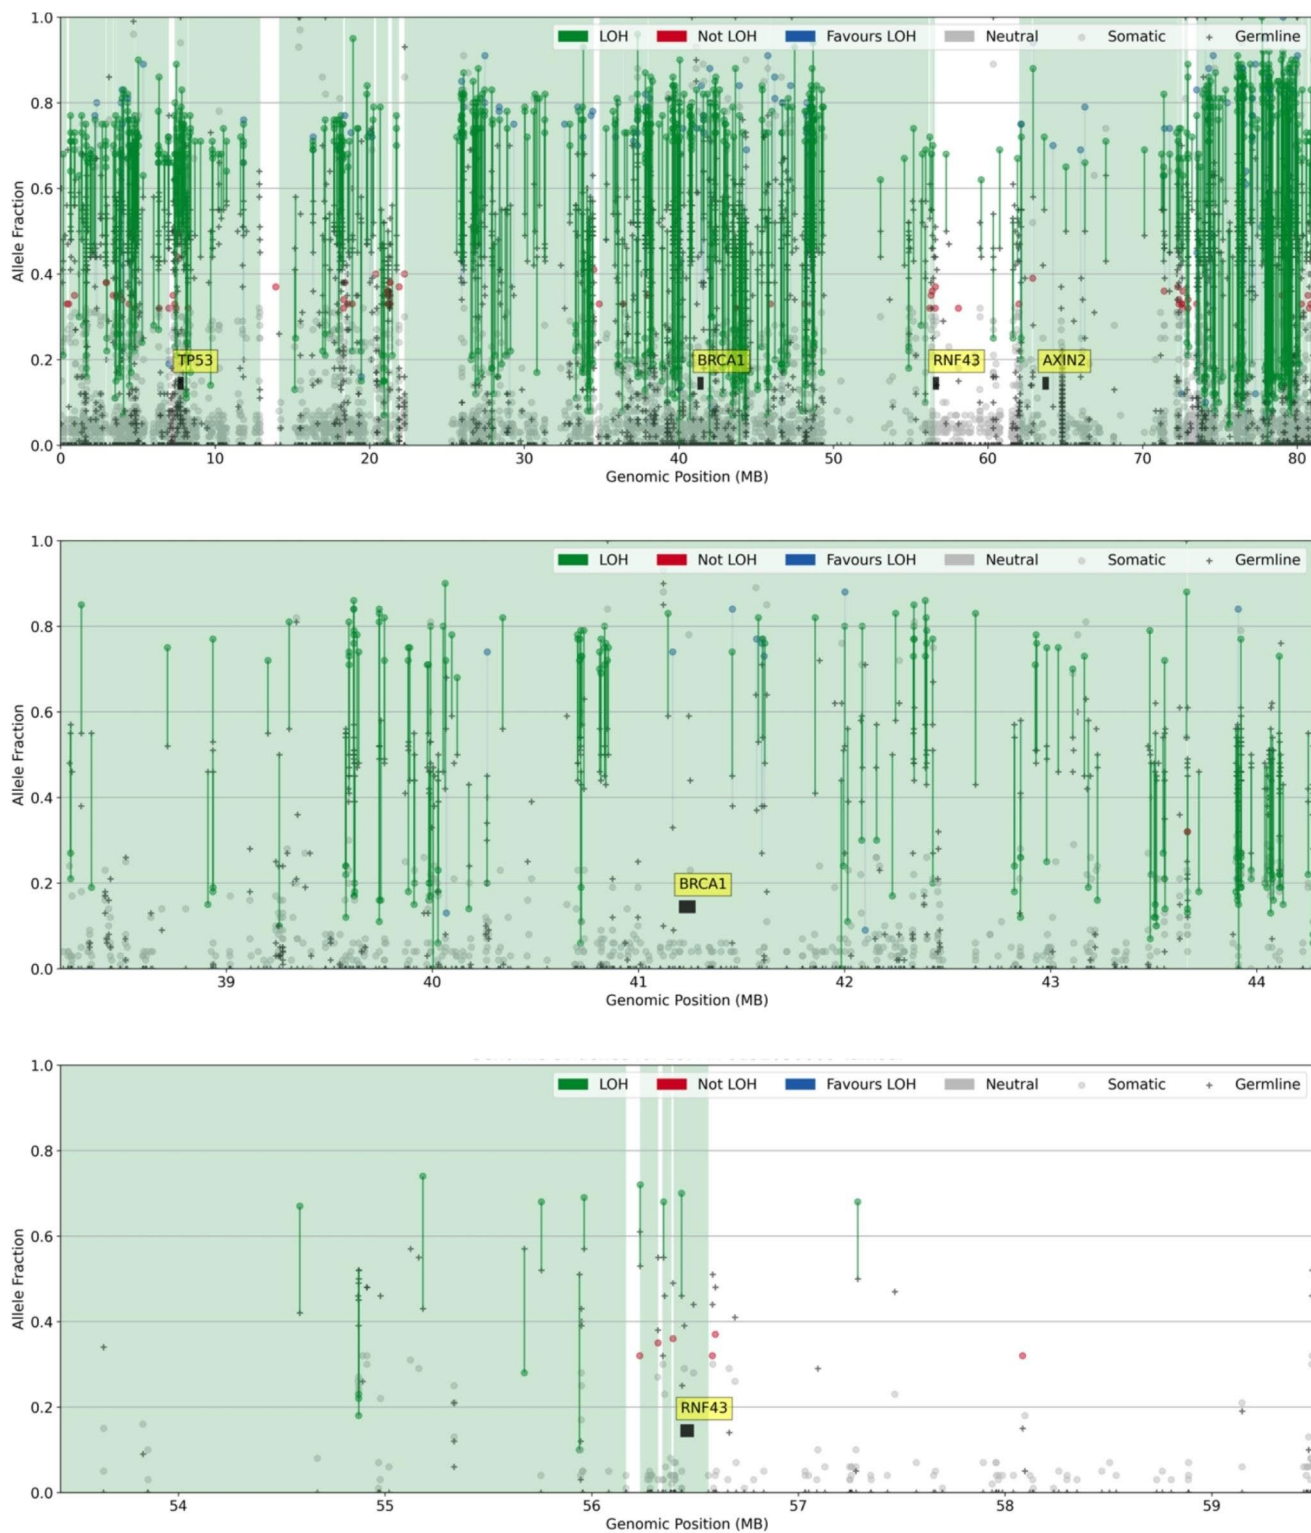 1.0
LOH Not LOH Favours LOH Neutral Somatic Germline
0.8
0.6
Allele Fraction
0.4
TP53 BRCA1 RNF43 AXIN2
0.2
0.0
0 10 20 30 40 50 60 70 80
Genomic Position (MB)
1.0
LOH Not LOH Favours LOH Neutral Somatic Germline
0.8
0.6
Allele Fraction
0.4
0.2
BRCA1
0.0
39 40 41 42 43 44
Genomic Position (MB)
1.0
LOH Not LOH Favours LOH Neutral Somatic Germline
0.8
0.6
Allele Fraction
0.4
0.2
RNF43
0.0
54 55 56 57 58 59
Genomic Position (MB)